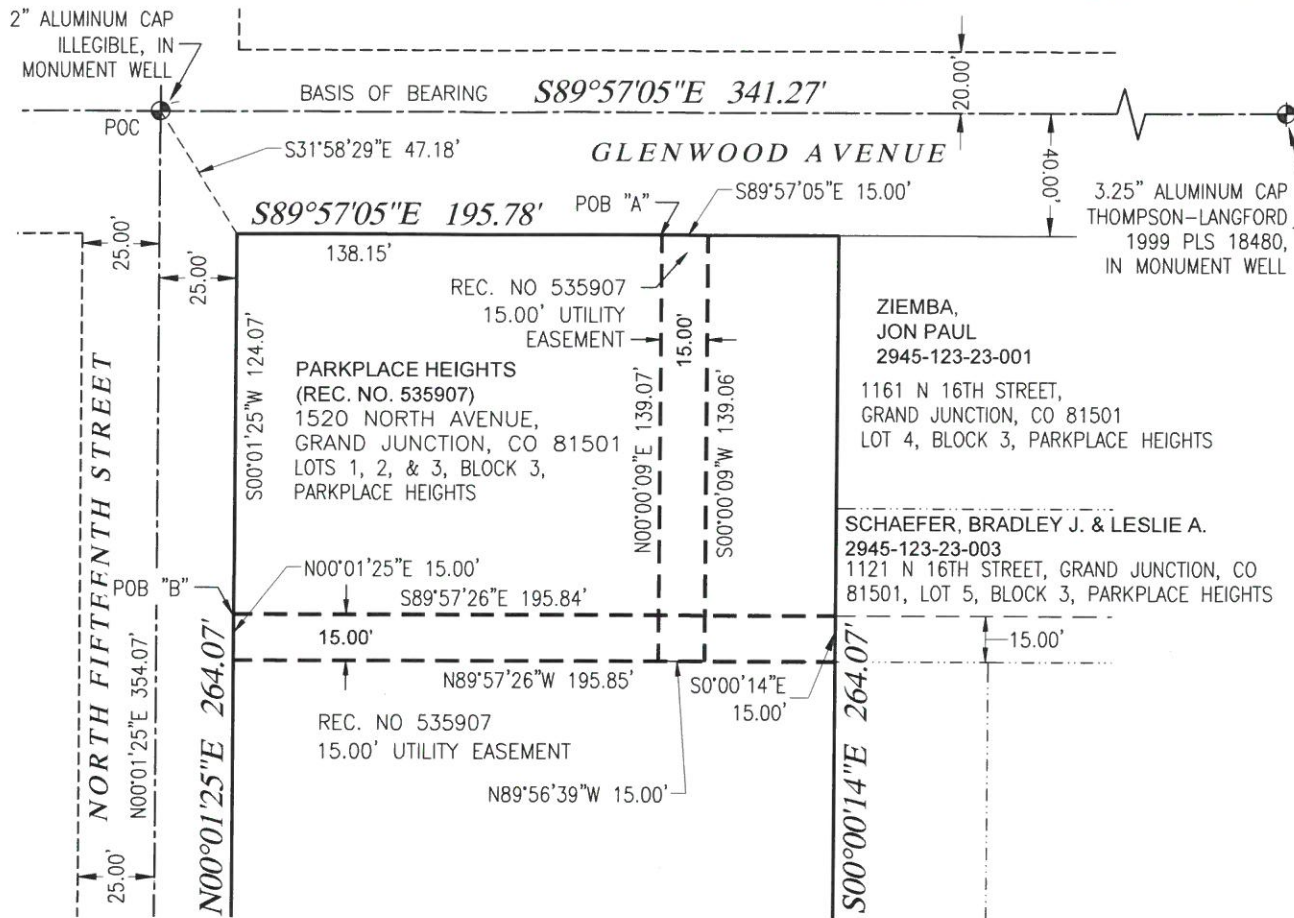 2" ALUMINUM CAP
ILLEGIBLE, IN
MONUMENT WELL
POC
BASIS OF BEARING
S89°57'05"E 341.27'
20.00'
S31°58'29"E 47.18'
GLENWOOD AVENUE
40.00'
3.25" ALUMINUM CAP
THOMPSON-LANGFORD
1999 PLS 18480,
IN MONUMENT WELL
S89°57'05"E 195.78'
POB "A"
S89°57'05"E 15.00'
25.00'
25.00'
138.15'
REC. NO 535907
15.00' UTILITY
EASEMENT
15.00'
ZIEMBA,
JON PAUL
2945-123-23-001
1161 N 16TH STREET,
GRAND JUNCTION, CO 81501
LOT 4, BLOCK 3, PARKPLACE HEIGHTS
NORTH FIFTEENTH STREET
S00°01'25"W 124.07'
PARKPLACE HEIGHTS
(REC. NO. 535907)
1520 NORTH AVENUE,
GRAND JUNCTION, CO 81501
LOTS 1, 2, & 3, BLOCK 3,
PARKPLACE HEIGHTS
N00°00'09"E 139.07'
S00°00'09"W 139.06'
SCHAEFER, BRADLEY J. & LESLIE A.
2945-123-23-003
1121 N 16TH STREET, GRAND JUNCTION, CO
81501, LOT 5, BLOCK 3, PARKPLACE HEIGHTS
POB "B"
N00°01'25"E 15.00'
S89°57'26"E 195.84'
15.00'
15.00'
N89°57'26"W 195.85'
S0°00'14"E
15.00'
REC. NO 535907
15.00' UTILITY EASEMENT
N89°56'39"W 15.00'
N00°01'25"E 354.07'
N00°01'25"E 264.07'
S00°00'14"E 264.07'
25.00'